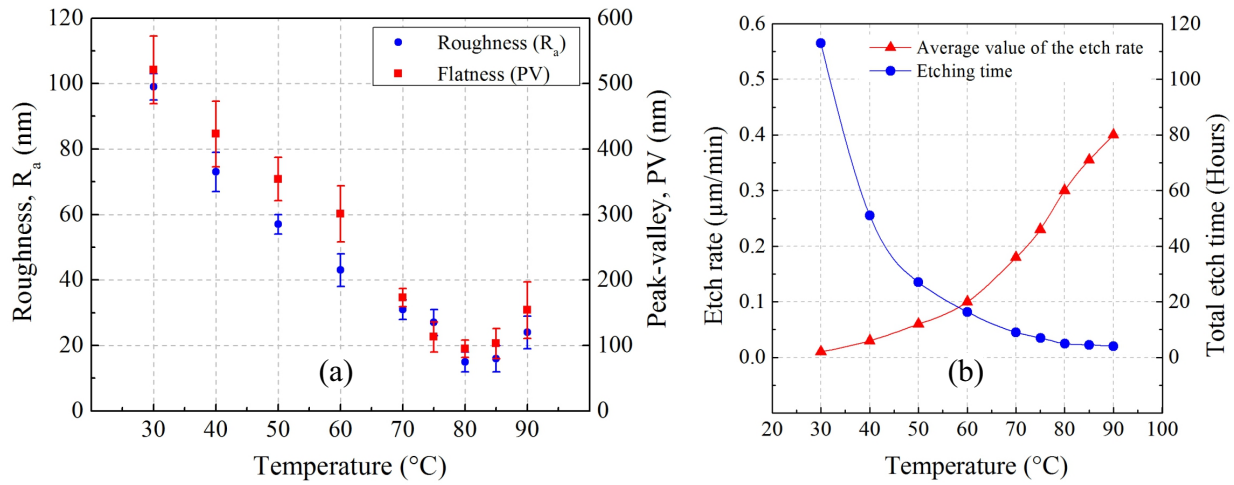 120
100
80
60
40
20
0
Roughness, Rₐ (nm)
600
500
400
300
200
100
0
Peak-valley, PV (nm)
Roughness (Rₐ)
Flatness (PV)
(a)
30 40 50 60 70 80 90
Temperature (°C)
0.6
0.5
0.4
0.3
0.2
0.1
0.0
Etch rate (μm/min)
120
100
80
60
40
20
0
Total etch time (Hours)
Average value of the etch rate
Etching time
(b)
20 30 40 50 60 70 80 90 100
Temperature (°C)